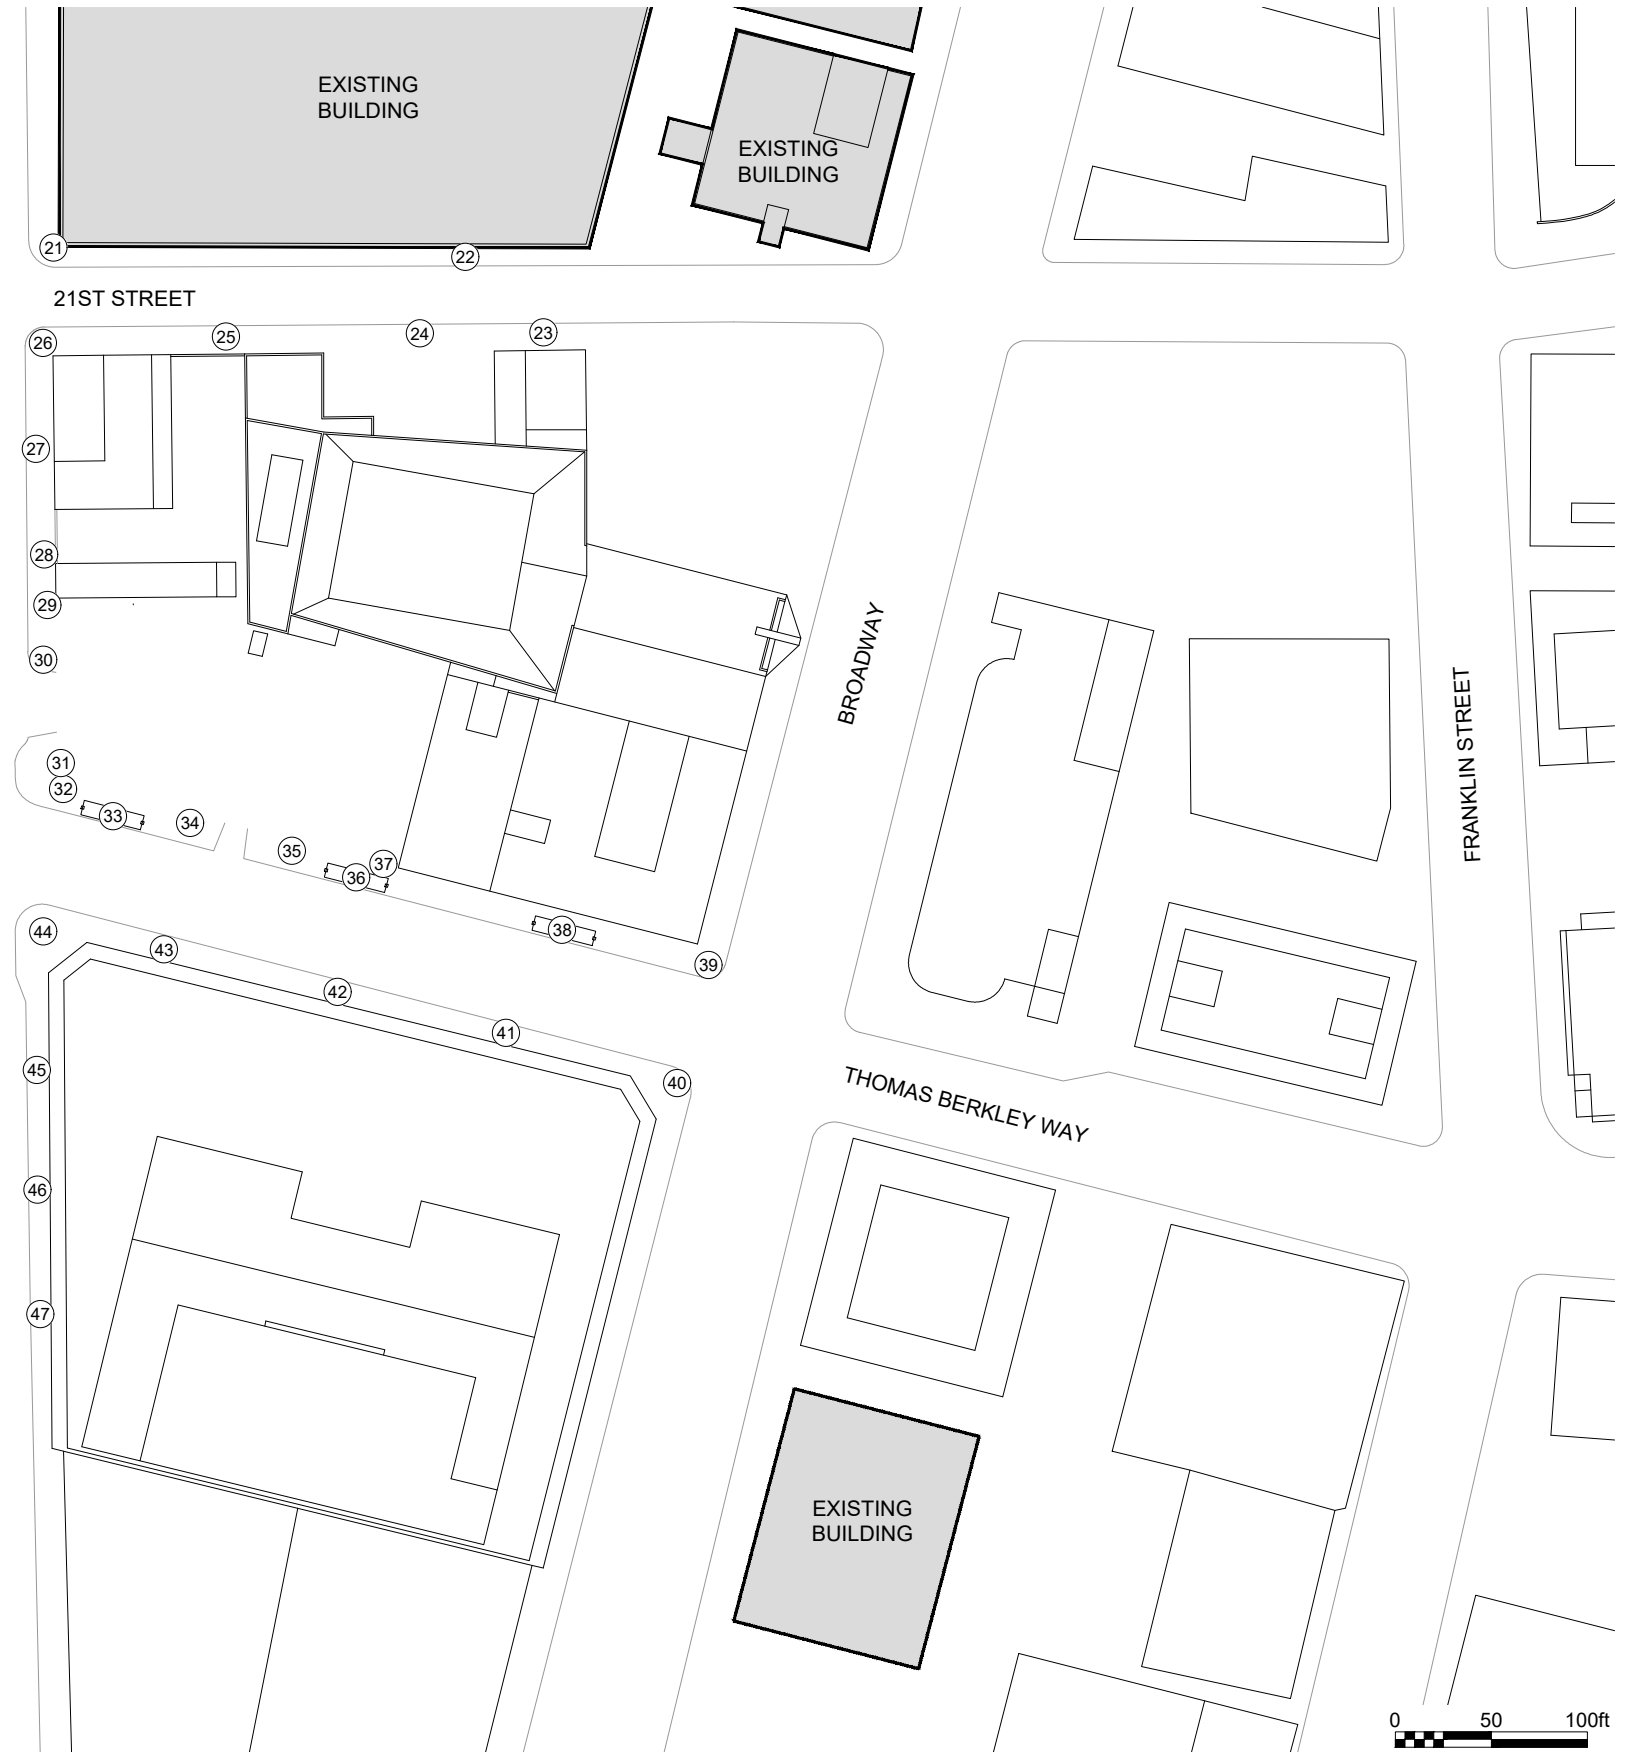 EXISTING
BUILDING
EXISTING
BUILDING
21
22
21ST STREET
26
25
24
23
27
28
29
30
BROADWAY
FRANKLIN STREET
31
32
33
34
35
36
37
38
39
44
43
42
41
40
45
46
47
THOMAS BERKLEY WAY
EXISTING
BUILDING
0 50 100ft